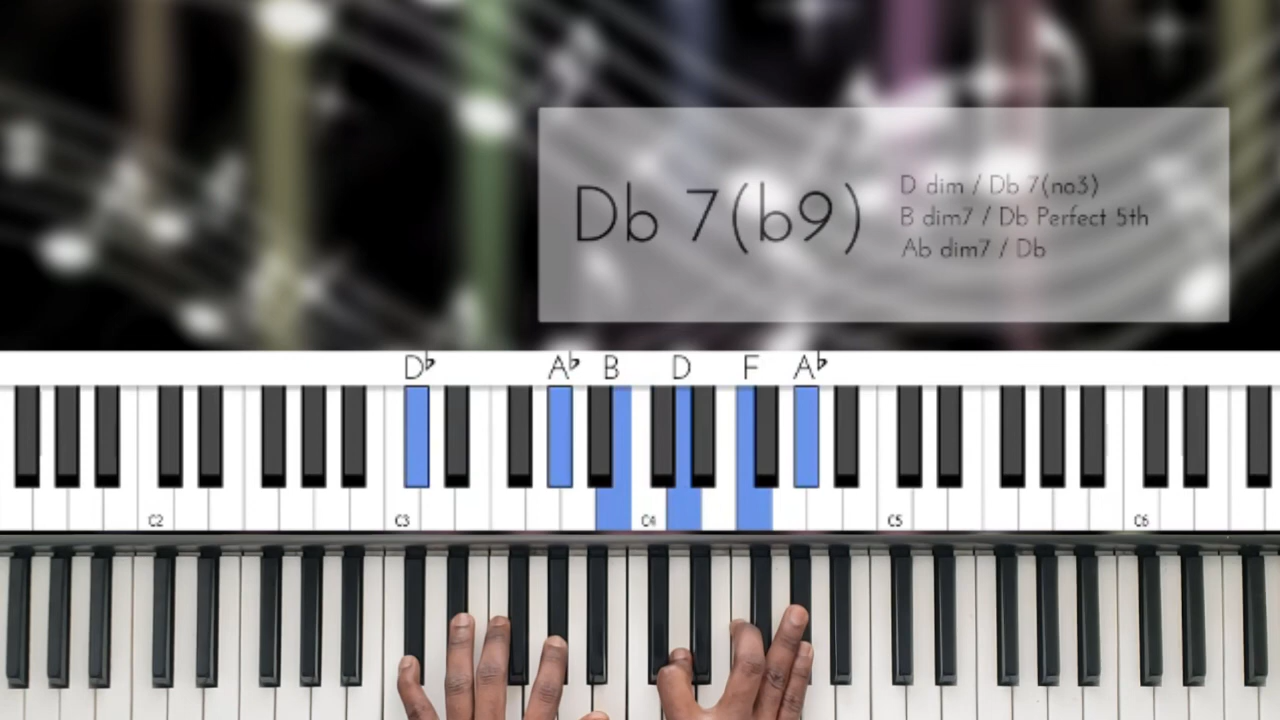 Db 7(b9)
D dim / Db 7(no3)
B dim7 / Db Perfect 5th
Ab dim7 / Db
D♭ A♭ B D F A♭
C2 C3 C4 C5 C6